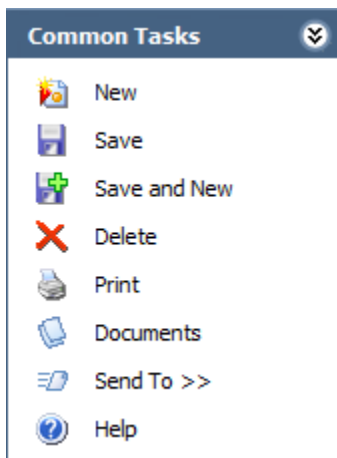 Common Tasks
New
Save
Save and New
Delete
Print
Documents
Send To >>
Help